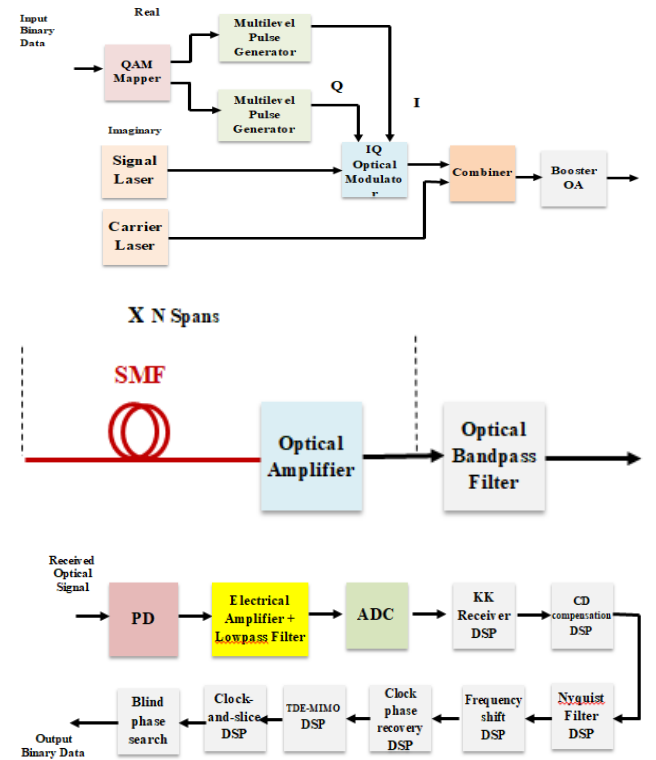 Input
Binary
Data
Real
QAM
Mapper
Multilevel
Pulse
Generator
Multilevel
Pulse
Generator
Q
I
Imaginary
Signal
Laser
IQ
Optical
Modulato
r
Combiner
Booster
OA
Carrier
Laser
X N Spans
SMF
Optical
Amplifier
Optical
Bandpass
Filter
Received
Optical
Signal
PD
Electrical
Amplifier +
Lowpass Filter
ADC
KK
Receiver
DSP
CD
compensation
DSP
Blind
phase
search
Clock-
and-slice
DSP
TDE-MIMO
DSP
Clock
phase
recovery
DSP
Frequency
shift
DSP
Nyquist
Filter
DSP
Output
Binary Data